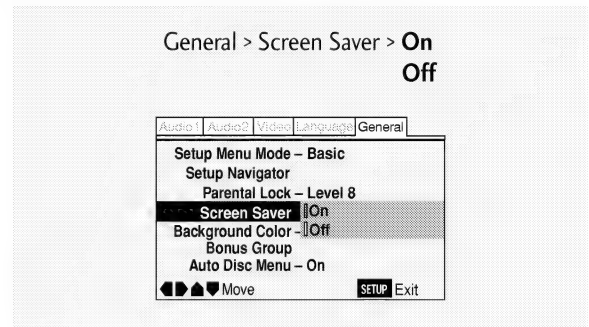 General > Screen Saver > On
Off
Audio1 Audio2 Video Language General
Setup Menu Mode – Basic
Setup Navigator
Parental Lock – Level 8
Screen Saver On
Background Color – Off
Bonus Group
Auto Disc Menu – On
Move SETUP Exit